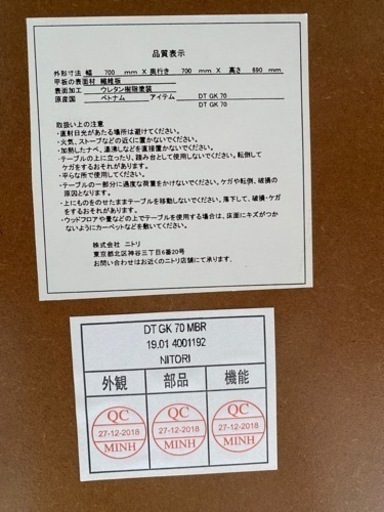 品質表示
外形寸法 幅 700 mm X 奥行き 700 mm X 高さ 690 mm
甲板の表面材 繊維板 DT GK 70
表面加工 ウレタン樹脂塗装
原産国 ベトナム アイテム DT GK 70
取扱い上の注意
・直射日光があたる場所は避けてください。
・火気、ストーブなどの近くに置かないでください。
・加熱したナベ、湯沸しなどを直接置かないでください。
・テーブルの上に立ったり、踏み台として使用しないでください。転倒して
ケガをするおそれがあります。
・平らな所で使用してください。
・テーブルの一部分に過度な荷重をかけないでください。ケガや転倒、破損の
原因となります。
・上にものをのせたままテーブルを移動しないでください。落下して、破損・ケガ
をするおそれがあります。
・ウッドフロアや畳などの上でテーブルを使用する場合は、床面にキズがつか
ないようにカーペットなどを敷いてください。
株式会社 ニトリ
東京都北区神谷三丁目6番20号
お問い合わせはお近くのニトリ店舗にて承ります。
DT GK 70 MBR
19.01 4001192
NITORI
外観 部品 機能
QC QC QC
27-12-2018 27-12-2018 27-12-2018
MINH MINH MINH